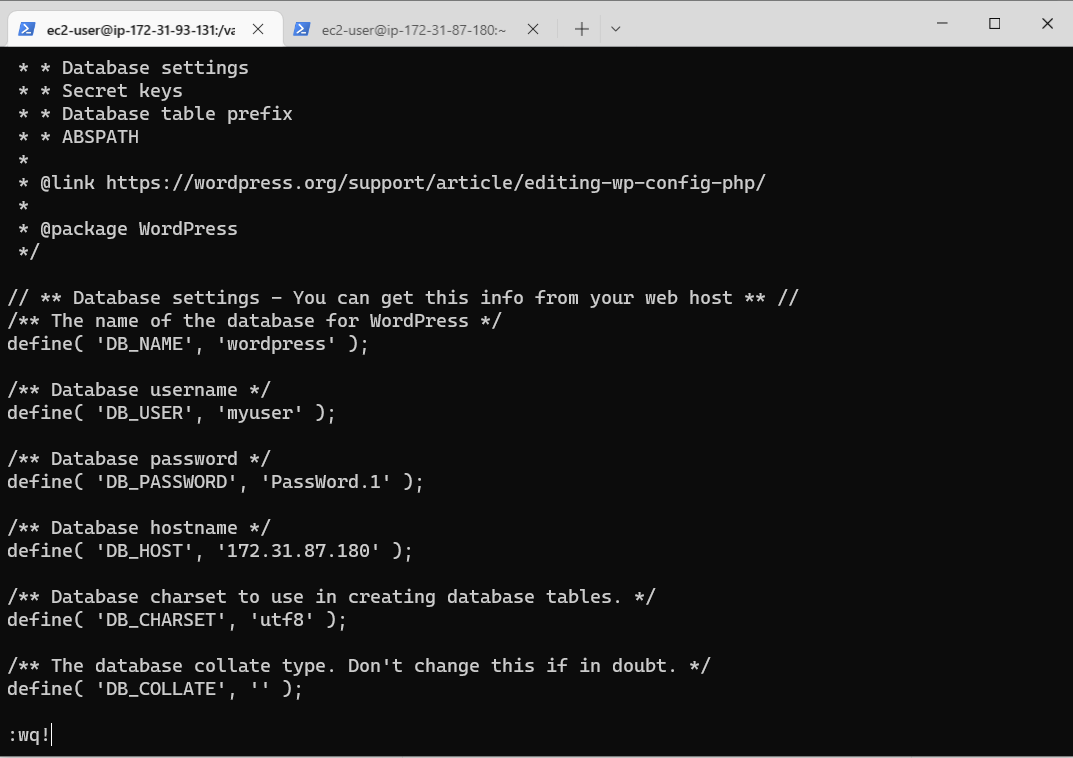 ec2-user@ip-172-31-93-131:/va
ec2-user@ip-172-31-87-180:~
* * Database settings
* * Secret keys
* * Database table prefix
* * ABSPATH
*
* @link https://wordpress.org/support/article/editing-wp-config-php/
*
* @package WordPress
*/
// ** Database settings - You can get this info from your web host ** //
/** The name of the database for WordPress */
define( 'DB_NAME', 'wordpress' );
/** Database username */
define( 'DB_USER', 'myuser' );
/** Database password */
define( 'DB_PASSWORD', 'PassWord.1' );
/** Database hostname */
define( 'DB_HOST', '172.31.87.180' );
/** Database charset to use in creating database tables. */
define( 'DB_CHARSET', 'utf8' );
/** The database collate type. Don't change this if in doubt. */
define( 'DB_COLLATE', '' );
:wq!